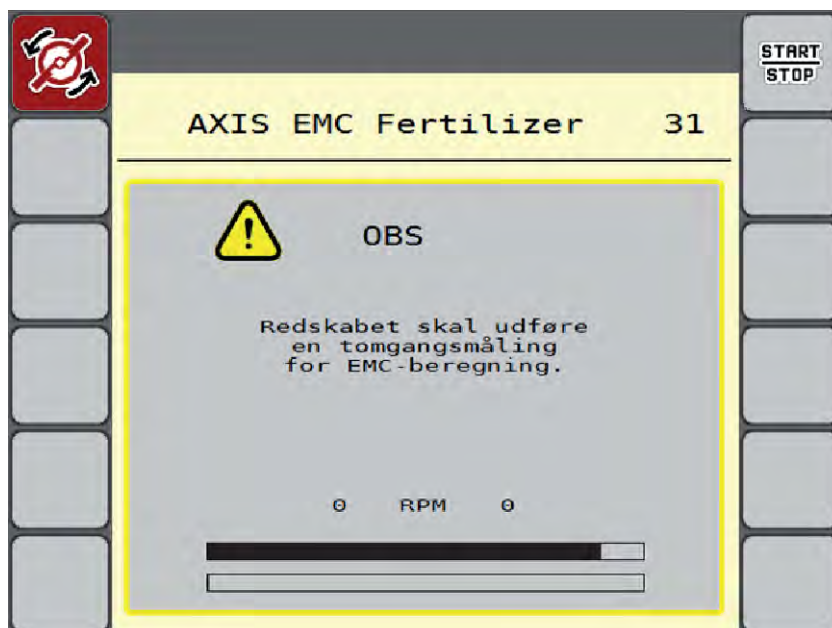 START
STOP
AXIS EMC Fertilizer 31
OBS
Redskabet skal udføre
en tomgangsmåling
for EMC-beregning.
0 RPM 0